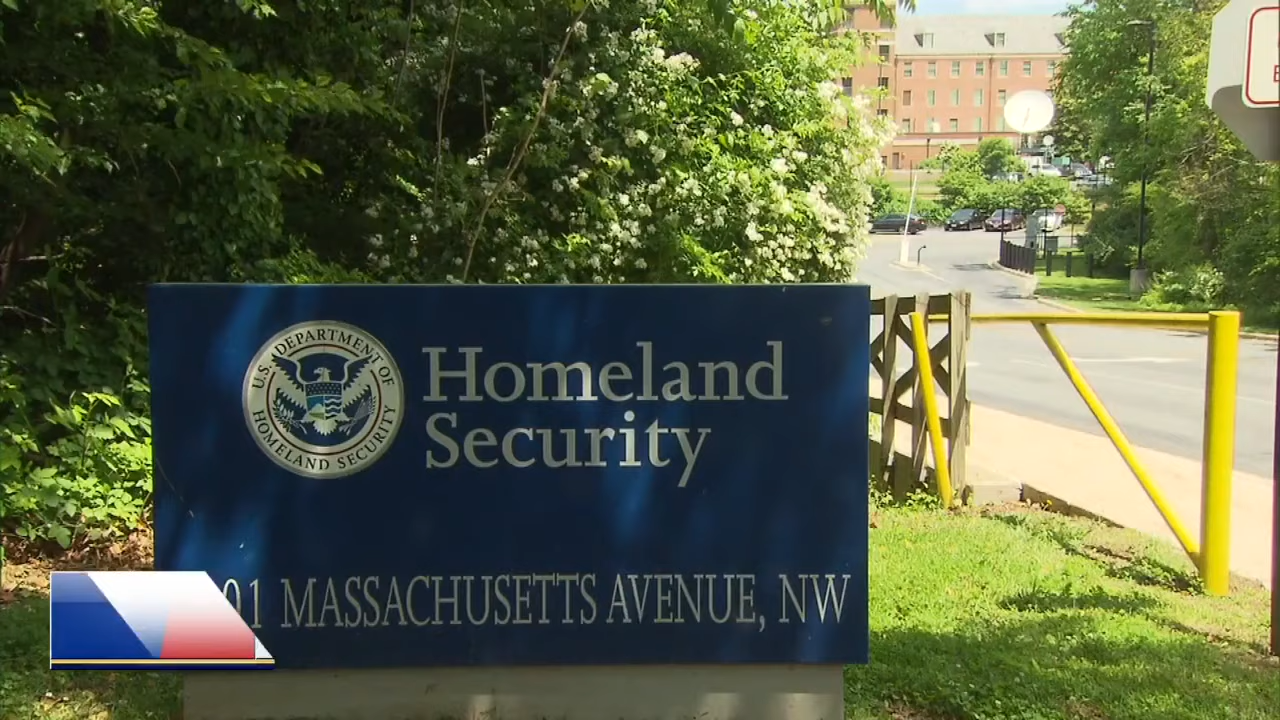 U.S. DEPARTMENT OF
HOMELAND SECURITY
Homeland
Security
01 MASSACHUSETTS AVENUE, NW